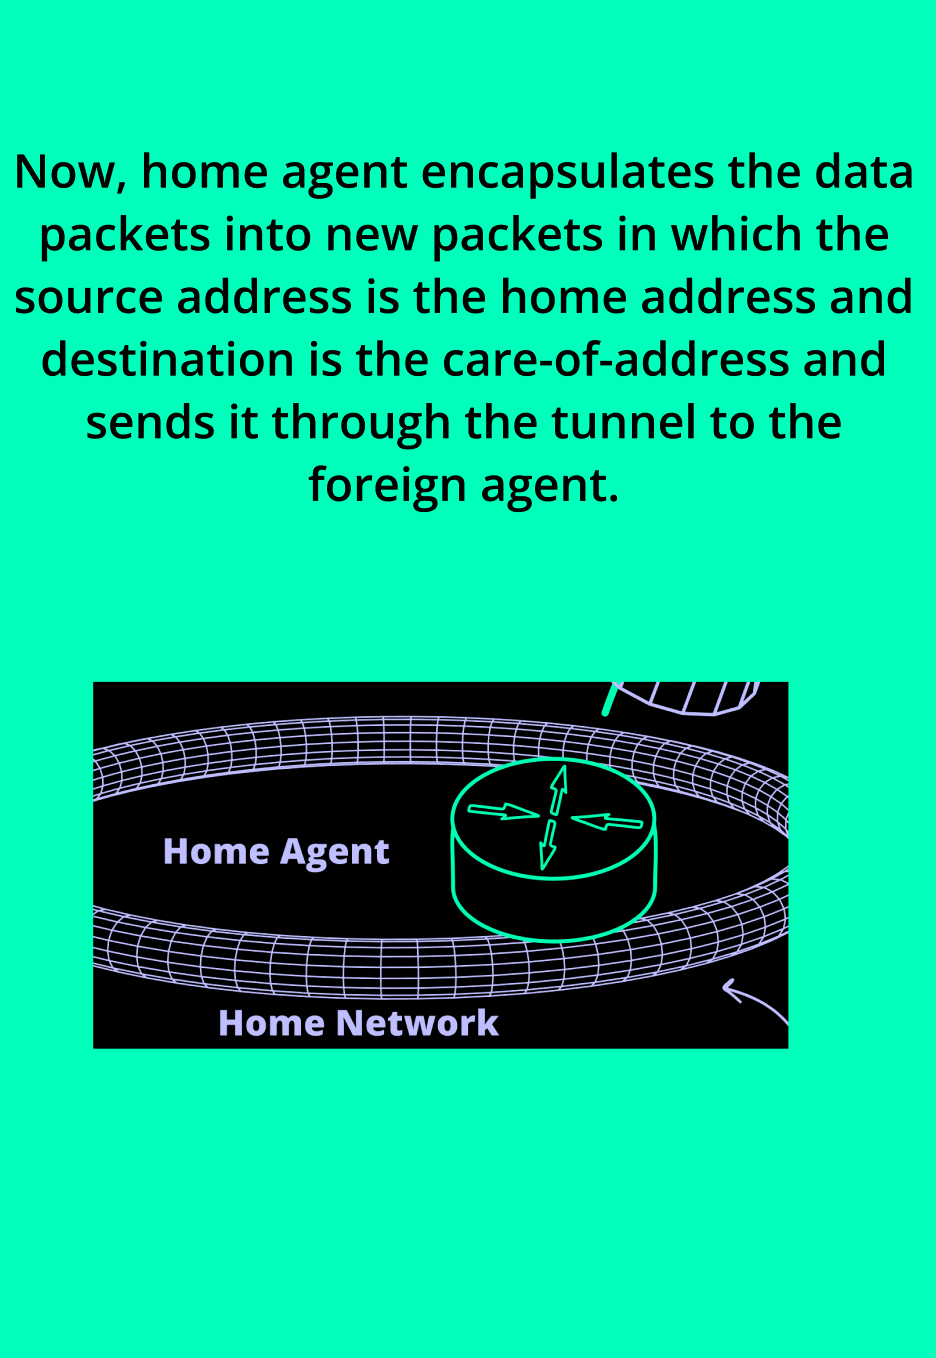 Now, home agent encapsulates the data
packets into new packets in which the
source address is the home address and
destination is the care-of-address and
sends it through the tunnel to the
foreign agent.
Home Agent
Home Network